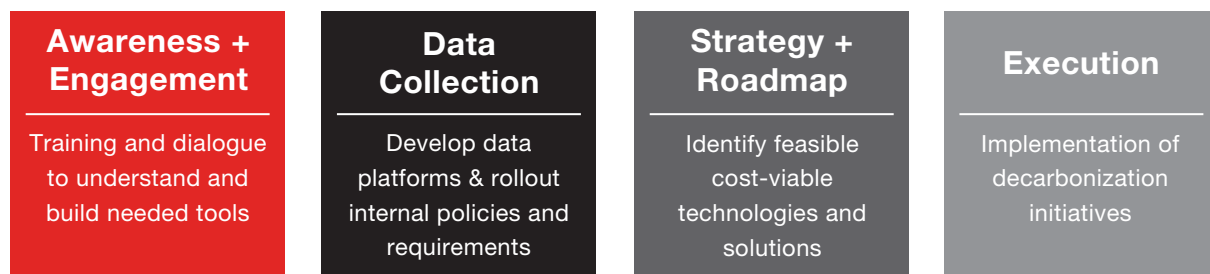 Awareness +
Engagement
Training and dialogue
to understand and
build needed tools
Data
Collection
Develop data
platforms & rollout
internal policies and
requirements
Strategy +
Roadmap
Identify feasible
cost-viable
technologies and
solutions
Execution
Implementation of
decarbonization
initiatives